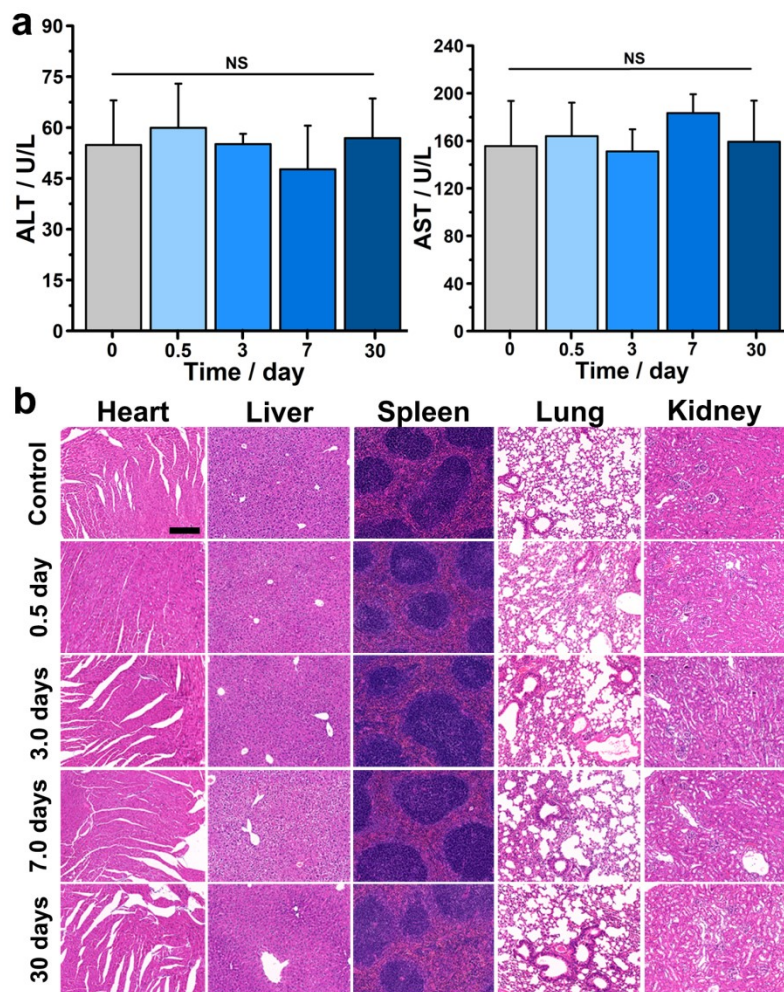 a
NS
90
75
60
45
30
15
0
ALT / U/L
0 0.5 3 7 30
Time / day
NS
240
200
160
120
80
40
0
AST / U/L
0 0.5 3 7 30
Time / day
b
Heart Liver Spleen Lung Kidney
Control
0.5 day
3.0 days
7.0 days
30 days